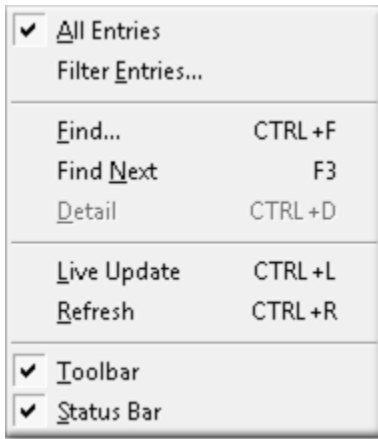 All Entries
Filter Entries...
Find... CTRL+F
Find Next F3
Detail CTRL+D
Live Update CTRL+L
Refresh CTRL+R
Toolbar
Status Bar